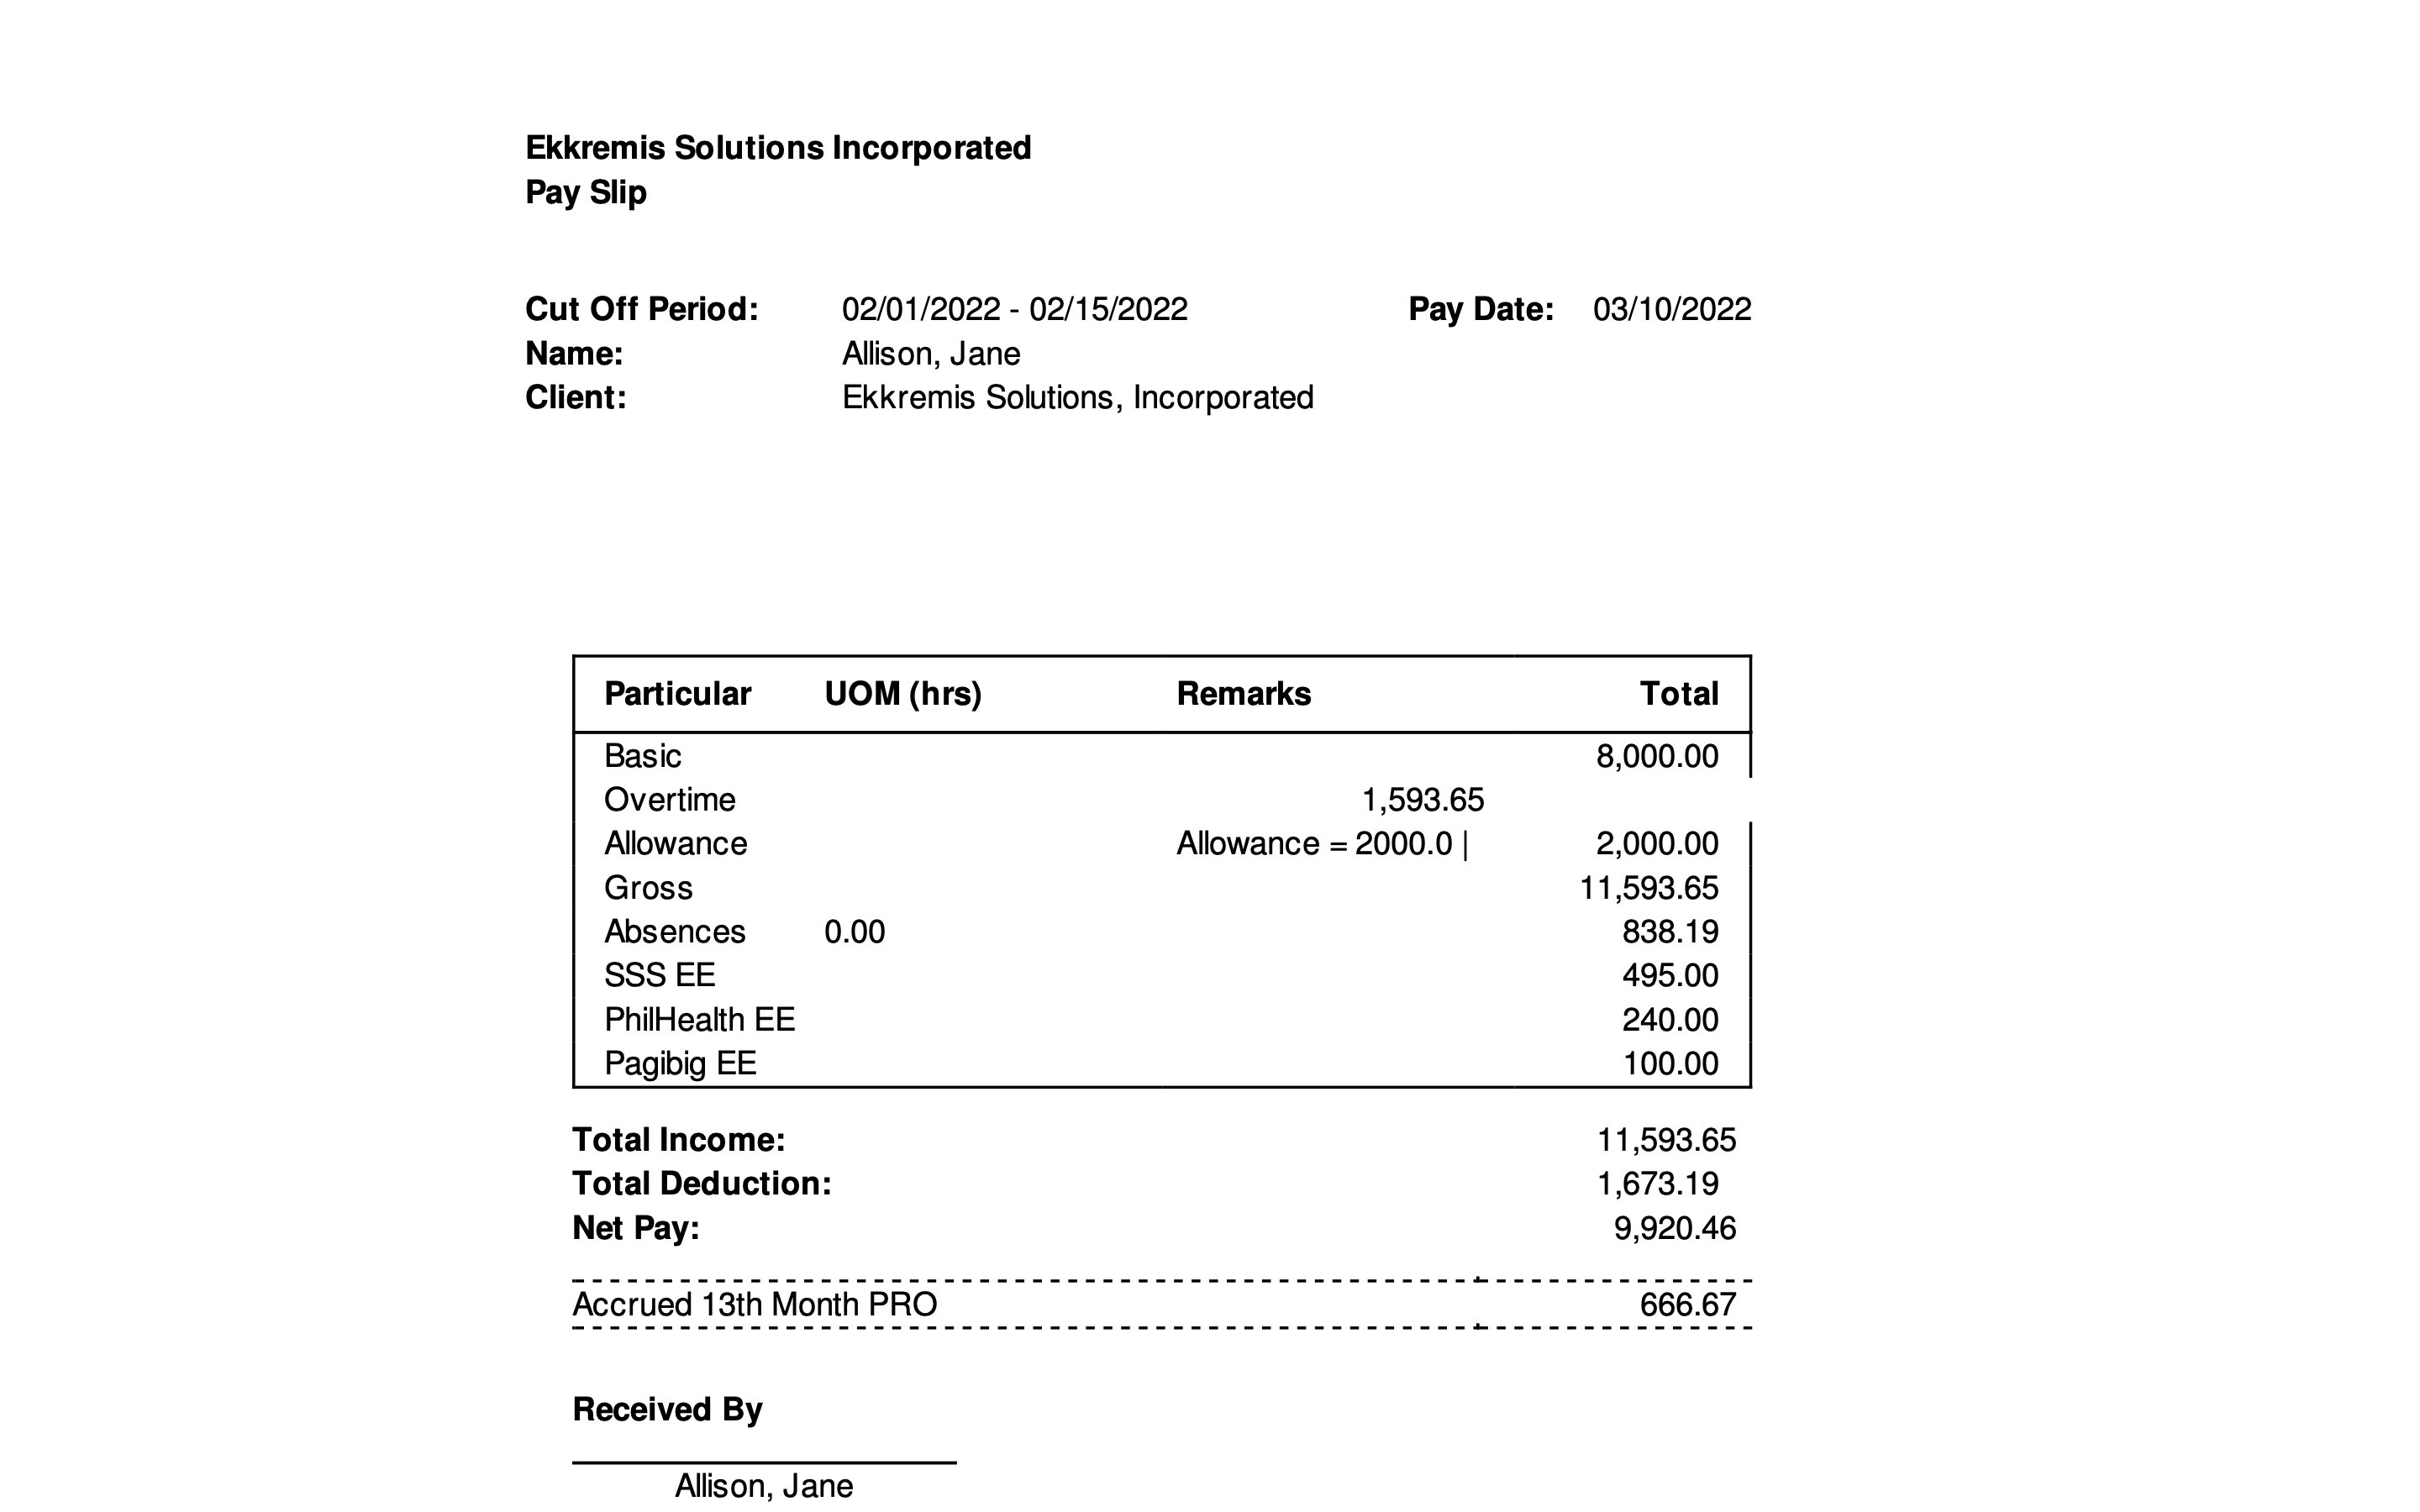 Ekkremis Solutions Incorporated
Pay Slip
Cut Off Period: 02/01/2022 - 02/15/2022 Pay Date: 03/10/2022
Name: Allison, Jane
Client: Ekkremis Solutions, Incorporated
Particular UOM (hrs) Remarks Total
Basic 8,000.00
Overtime 1,593.65
Allowance Allowance = 2000.0 | 2,000.00
Gross 11,593.65
Absences 0.00 838.19
SSS EE 495.00
PhilHealth EE 240.00
Pagibig EE 100.00
Total Income: 11,593.65
Total Deduction: 1,673.19
Net Pay: 9,920.46
Accrued 13th Month PRO 666.67
Received By
Allison, Jane